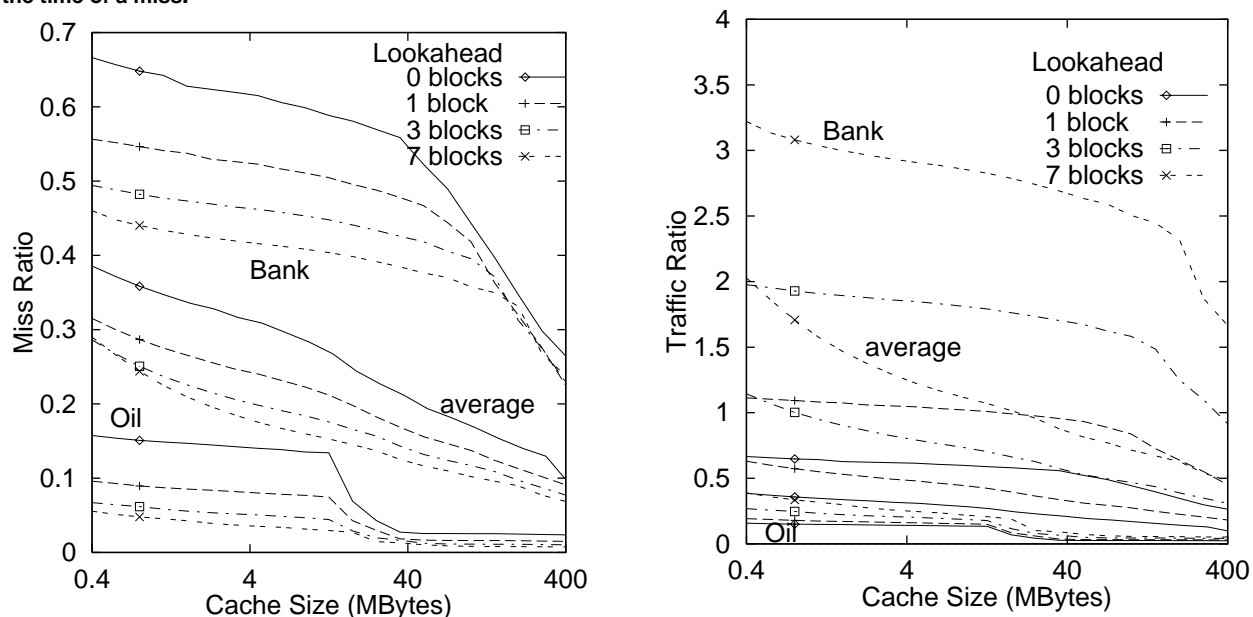 the time of a miss.
0.7
0.6
0.5
0.4
0.3
0.2
0.1
0
Miss Ratio
Lookahead
0 blocks
1 block
3 blocks
7 blocks
Bank
average
Oil
0.4
4
40
400
Cache Size (MBytes)
4
3.5
3
2.5
2
1.5
1
0.5
0
Traffic Ratio
Lookahead
0 blocks
1 block
3 blocks
7 blocks
Bank
average
Oil
0.4
4
40
400
Cache Size (MBytes)